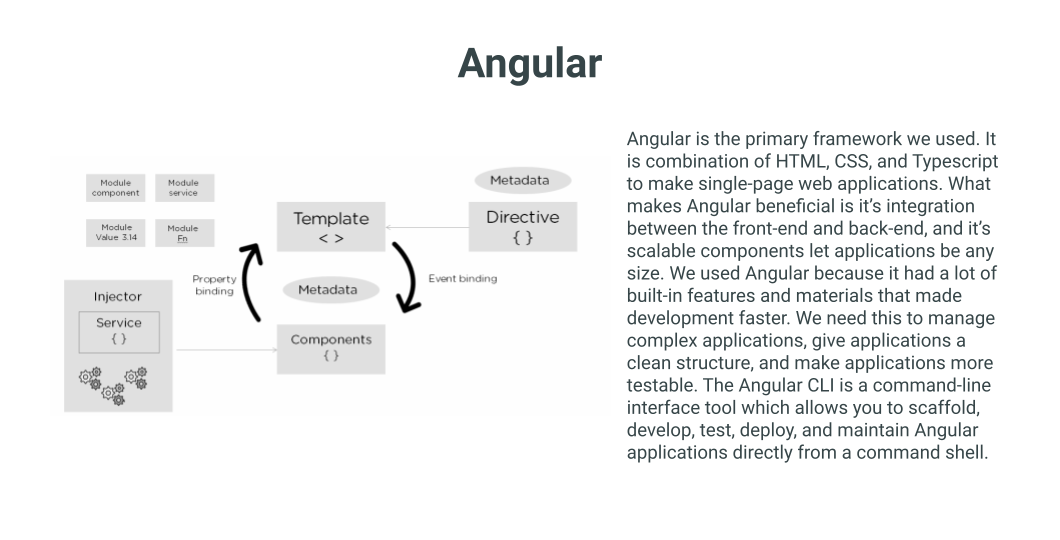 Angular
Module
component
Module
service
Module
Value 3.14
Module
Fn
Metadata
Template
< >
Directive
{ }
Property
binding
Metadata
Event binding
Injector
Service
{ }
Components
{ }
Angular is the primary framework we used. It
is combination of HTML, CSS, and Typescript
to make single-page web applications. What
makes Angular beneficial is it’s integration
between the front-end and back-end, and it’s
scalable components let applications be any
size. We used Angular because it had a lot of
built-in features and materials that made
development faster. We need this to manage
complex applications, give applications a
clean structure, and make applications more
testable. The Angular CLI is a command-line
interface tool which allows you to scaffold,
develop, test, deploy, and maintain Angular
applications directly from a command shell.